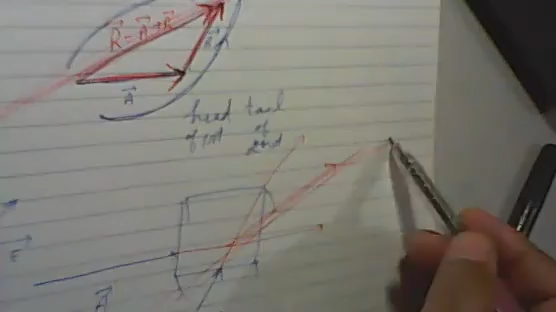 R⃗ = A⃗ + B⃗
A⃗
head tail
of 1st of
2nd
F⃗
A⃗